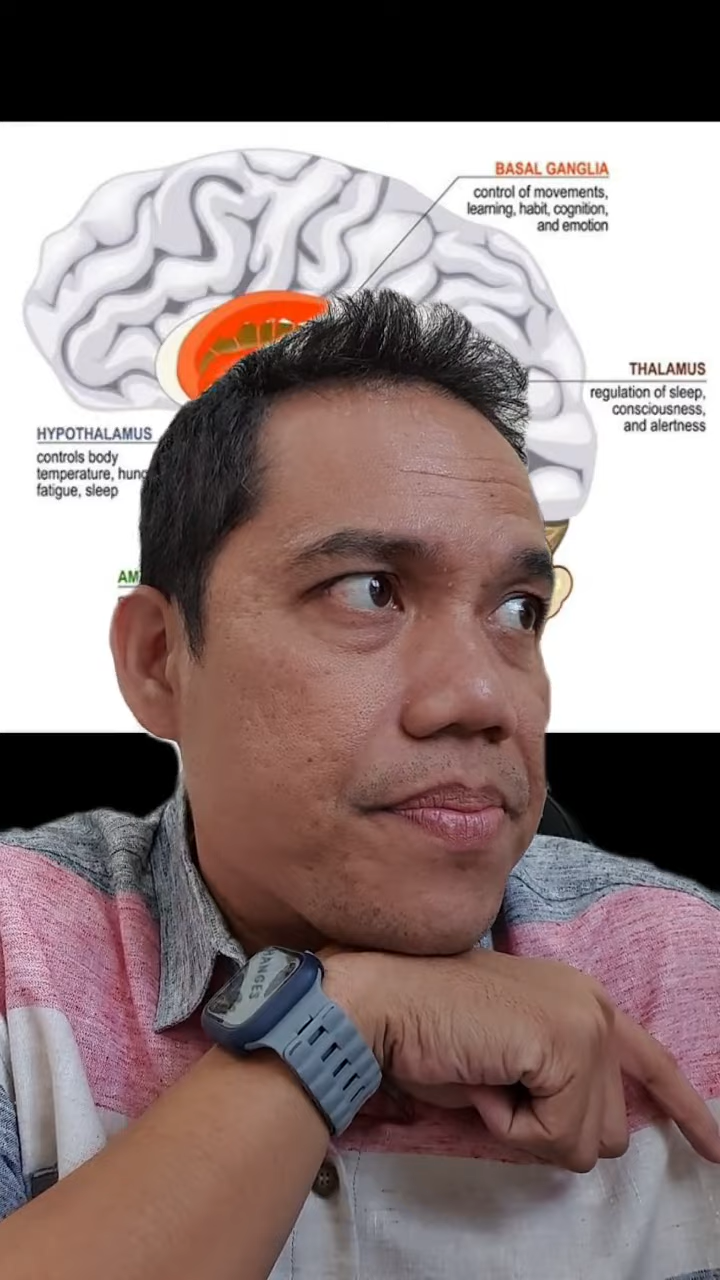 BASAL GANGLIA
control of movements,
learning, habit, cognition,
and emotion
THALAMUS
regulation of sleep,
consciousness,
and alertness
HYPOTHALAMUS
controls body
temperature,
fatigue, sleep